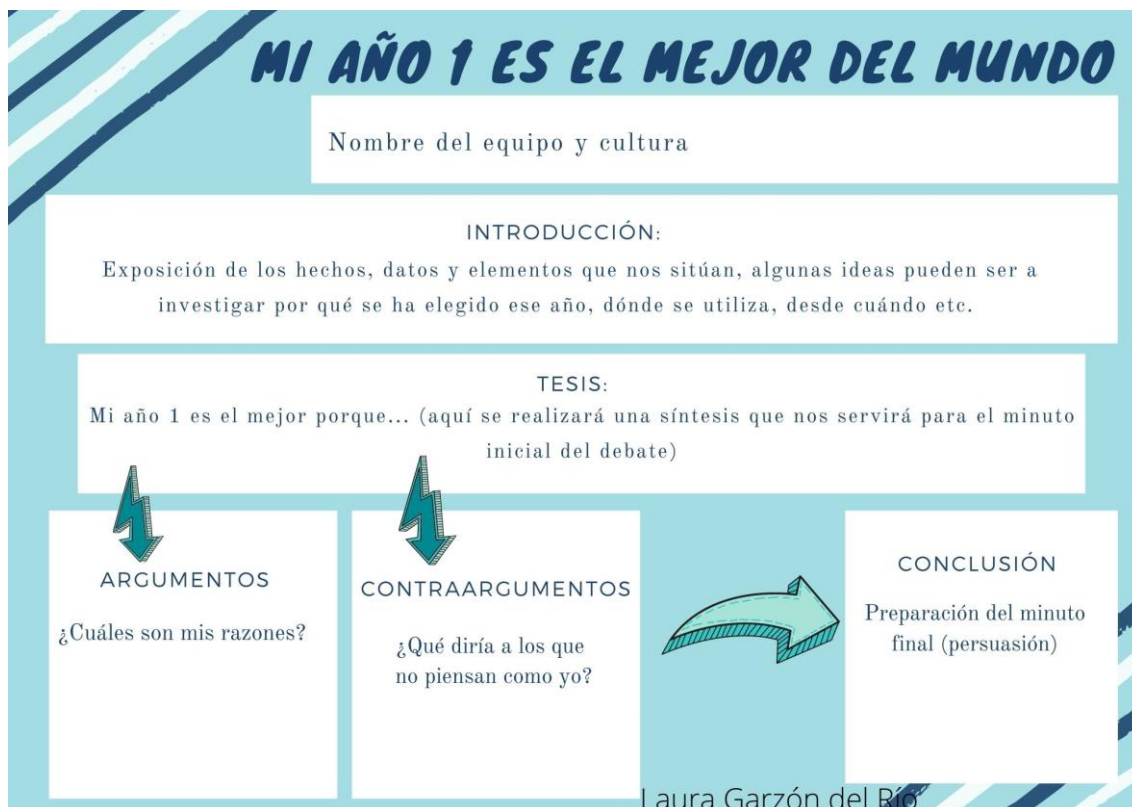 MI AÑO 1 ES EL MEJOR DEL MUNDO
Nombre del equipo y cultura
INTRODUCCIÓN:
Exposición de los hechos, datos y elementos que nos sitúan, algunas ideas pueden ser a
investigar por qué se ha elegido ese año, dónde se utiliza, desde cuándo etc.
TESIS:
Mi año 1 es el mejor porque... (aquí se realizará una síntesis que nos servirá para el minuto
inicial del debate)
ARGUMENTOS
¿Cuáles son mis razones?
CONTRAARGUMENTOS
¿Qué diría a los que
no piensan como yo?
CONCLUSIÓN
Preparación del minuto
final (persuasión)
Laura Garzón del Río